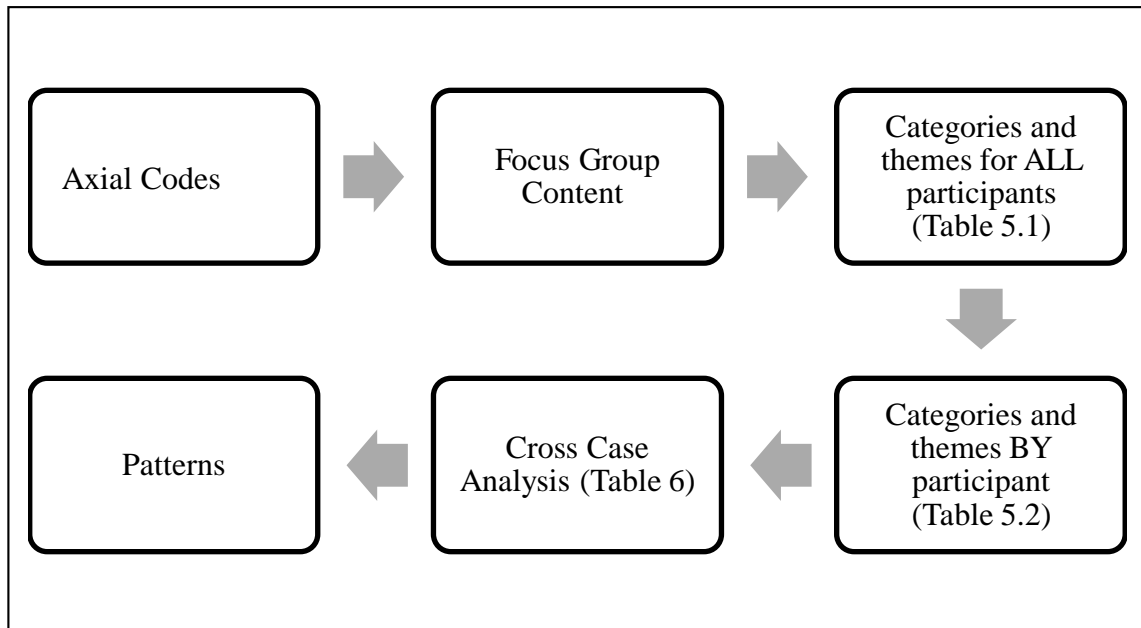 Axial Codes
Focus Group
Content
Categories and
themes for ALL
participants
(Table 5.1)
Categories and
themes BY
participant
(Table 5.2)
Cross Case
Analysis (Table 6)
Patterns